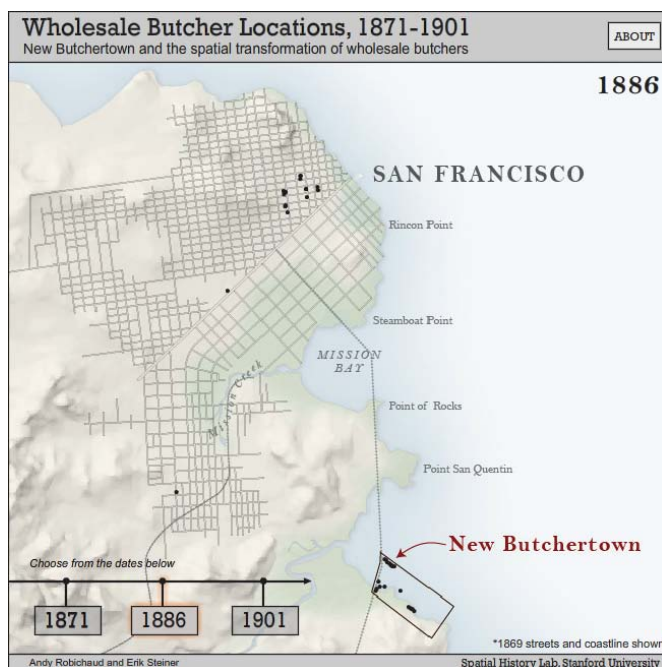 Wholesale Butcher Locations, 1871-1901
New Butchertown and the spatial transformation of wholesale butchers
ABOUT
1886
SAN FRANCISCO
Rincon Point
Steamboat Point
MISSION
BAY
Mission Creek
Point of Rocks
Point San Quentin
New Butchertown
Choose from the dates below
1871
1886
1901
*1869 streets and coastline shown
Andy Robichaud and Erik Steiner
Spatial History Lab, Stanford University